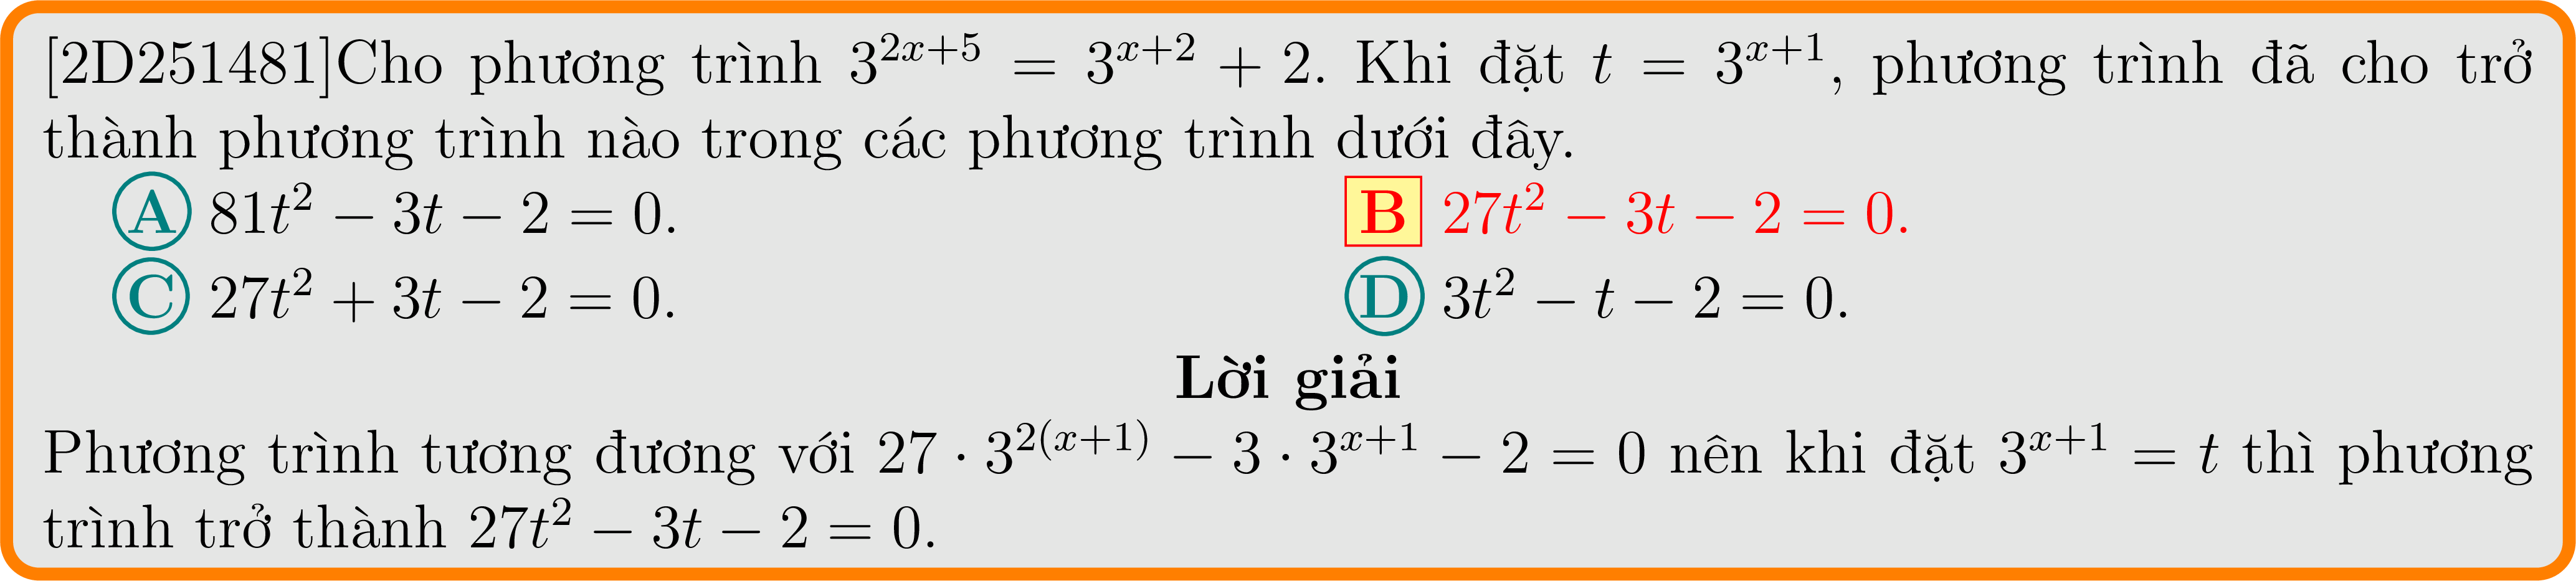 [2D251481]Cho phương trình $3^{2x+5} = 3^{x+2} + 2$. Khi đặt $t = 3^{x+1}$, phương trình đã cho trở
thành phương trình nào trong các phương trình dưới đây.
A $81t^2 - 3t - 2 = 0$. B $27t^2 - 3t - 2 = 0$.
C $27t^2 + 3t - 2 = 0$. D $3t^2 - t - 2 = 0$.
Lời giải
Phương trình tương đương với $27 \cdot 3^{2(x+1)} - 3 \cdot 3^{x+1} - 2 = 0$ nên khi đặt $3^{x+1} = t$ thì phương
trình trở thành $27t^2 - 3t - 2 = 0$.